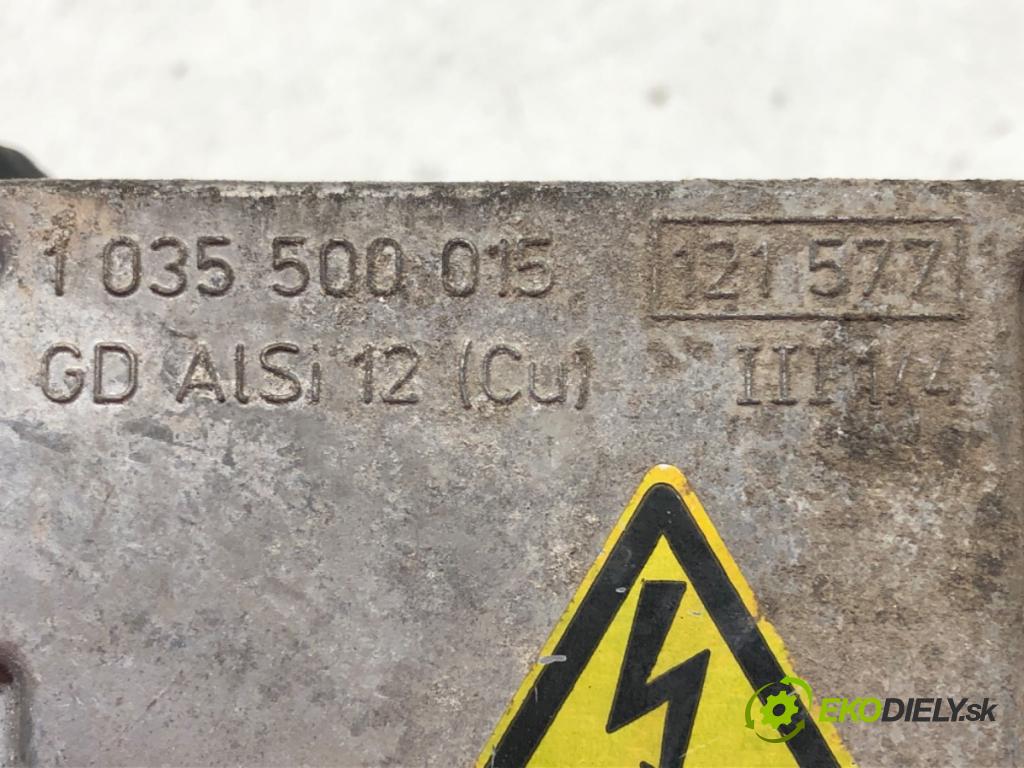 1 035 500 015 121 577
GD AlSi 12 (Cu) III 1/4
EKODIELY.sk